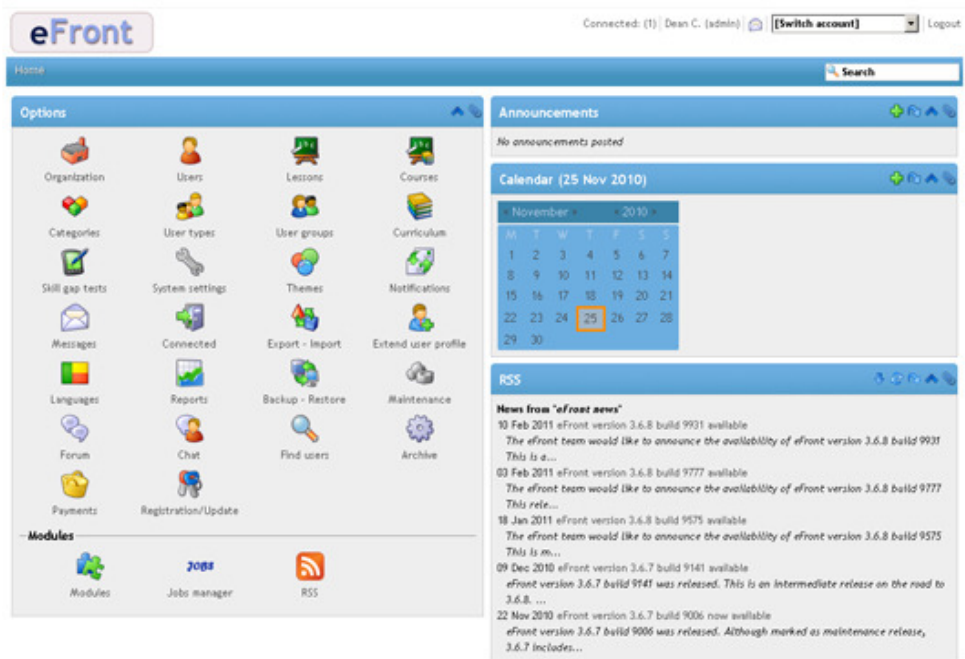 eFront
Connected: (1) Dean C. (admin) [Switch account] Logout
Home
Search
Options
Organization Users Lessons Courses
Categories User types User groups Curriculum
Skill gap tests System settings Themes Notifications
Messages Connected Export - Import Extend user profile
Languages Reports Backup - Restore Maintenance
Forum Chat Find users Archive
Payments Registration/Update
Modules
JOBS
Modules Jobs manager RSS
Announcements
No announcements posted
Calendar (25 Nov 2010)
« November » « 2010 »
M T W T F S S
1 2 3 4 5 6 7
8 9 10 11 12 13 14
15 16 17 18 19 20 21
22 23 24 25 26 27 28
29 30
RSS
News from "eFront news"
10 Feb 2011 eFront version 3.6.8 build 9931 available
The eFront team would like to announce the availability of eFront version 3.6.8 build 9931
This is a...
03 Feb 2011 eFront version 3.6.8 build 9777 available
The eFront team would like to announce the availability of eFront version 3.6.8 build 9777
This rele...
18 Jan 2011 eFront version 3.6.8 build 9575 available
The eFront team would like to announce the availability of eFront version 3.6.8 build 9575
This is m...
09 Dec 2010 eFront version 3.6.7 build 9141 available
eFront version 3.6.7 build 9141 was released. This is an intermediate release on the road to
3.6.8. ...
22 Nov 2010 eFront version 3.6.7 build 9006 now available
eFront version 3.6.7 build 9006 was released. Although marked as maintenance release,
3.6.7 includes...